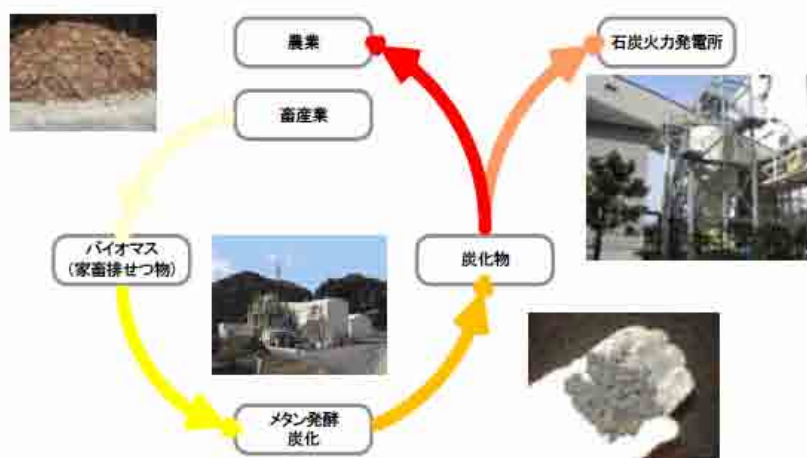 農業
石炭火力発電所
畜産業
バイオマス
(家畜排せつ物)
炭化物
メタン発酵
炭化